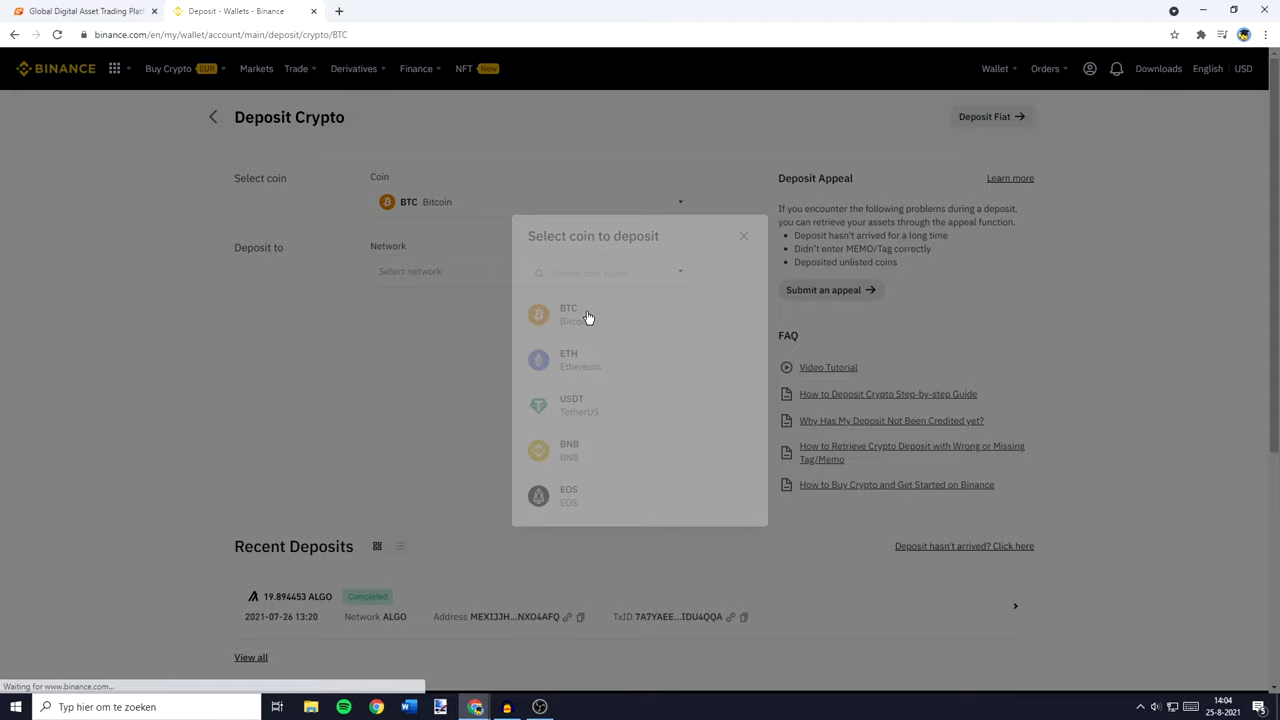 Global Digital Asset Trading Platf
Deposit - Wallets - Binance
binance.com/en/my/wallet/account/main/deposit/crypto/BTC
BINANCE
Buy Crypto EUR
Markets
Trade
Derivatives
Finance
NFT New
Wallet
Orders
Downloads
English
USD
Deposit Crypto
Deposit Fiat
Select coin
Coin
BTC Bitcoin
Deposit to
Network
Select network
Select coin to deposit
BTC
Bitcoin
ETH
Ethereum
USDT
TetherUS
BNB
BNB
EOS
EOS
Deposit Appeal
Learn more
If you encounter the following problems during a deposit,
you can retrieve your assets through the appeal function,
• Deposit hasn't arrived for a long time
• Didn't enter MEMO/Tag correctly
• Deposited unlisted coins
Submit an appeal
FAQ
Video Tutorial
How to Deposit Crypto Step-by-step Guide
Why Has My Deposit Not Been Credited yet?
How to Retrieve Crypto Deposit with Wrong or Missing
Tag/Memo
How to Buy Crypto and Get Started on Binance
Recent Deposits
Deposit hasn't arrived? Click here
19.894453 ALGO Completed
2021-07-26 13:20
Network ALGO
Address MEXIJJH...NXO4AFQ
TxID 7A7YAEE...IDU4QQA
View all
Waiting for www.binance.com...
Typ hier om te zoeken
14:04
25-8-2021